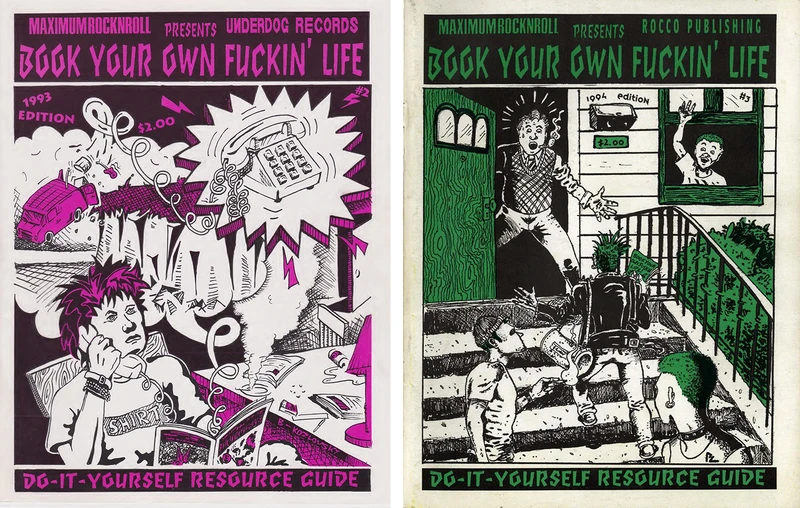 MAXIMUMROCKNROLL PRESENTS UNDERDOG RECORDS
BOOK YOUR OWN FUCKIN' LIFE
1993
EDITION
$2.00
#2
SHIRT
DO-IT-YOURSELF RESOURCE GUIDE
MAXIMUMROCKNROLL PRESENTS ROCCO PUBLISHING
BOOK YOUR OWN FUCKIN' LIFE
1994 edition
#3
$2.00
DO-IT-YOURSELF RESOURCE GUIDE